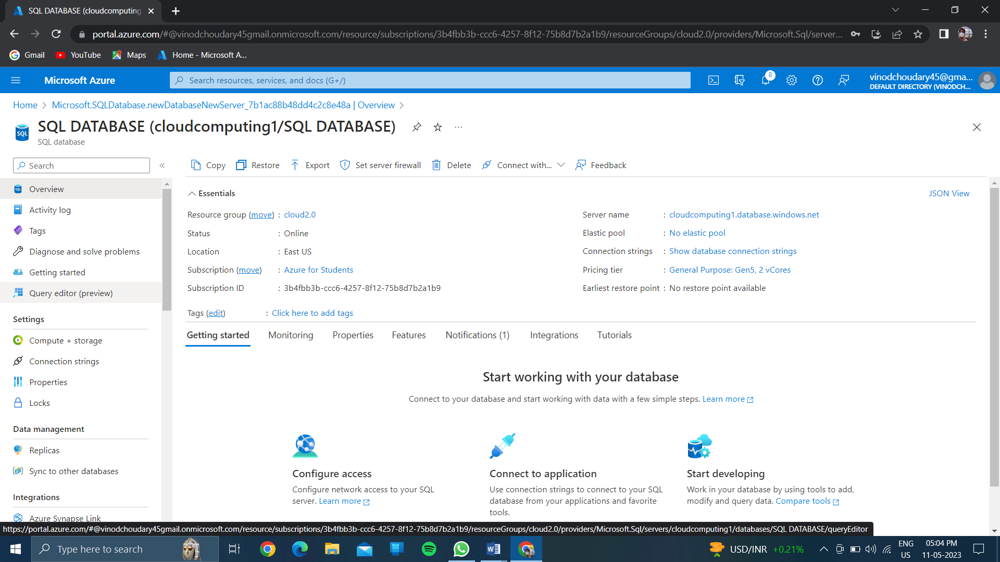 SQL DATABASE (cloudcomputing
portal.azure.com/#@vinodchoudary45gmail.onmicrosoft.com/resource/subscriptions/3b4fbb3b-ccc6-4257-8f12-75b8d7b2a1b9/resourceGroups/cloud2.0/providers/Microsoft.Sql/server...
Gmail YouTube Maps Home - Microsoft A...
Microsoft Azure
Search resources, services, and docs (G+/)
8
vinodchoudary45@gma...
DEFAULT DIRECTORY (VINODCH...
Home > Microsoft.SQLDatabase.newDatabaseNewServer_7b1ac88b48dd4c2c8e48a | Overview >
SQL DATABASE (cloudcomputing1/SQL DATABASE) ...
SQL database
Search «
Copy Restore Export Set server firewall Delete Connect with... Feedback
Overview
Activity log
Tags
Diagnose and solve problems
Getting started
Query editor (preview)
Settings
Compute + storage
Connection strings
Properties
Locks
Data management
Replicas
Sync to other databases
Integrations
Azure Synapse Link
Essentials
JSON View
Resource group (move) : cloud2.0
Status : Online
Location : East US
Subscription (move) : Azure for Students
Subscription ID : 3b4fbb3b-ccc6-4257-8f12-75b8d7b2a1b9
Server name : cloudcomputing1.database.windows.net
Elastic pool : No elastic pool
Connection strings : Show database connection strings
Pricing tier : General Purpose: Gen5, 2 vCores
Earliest restore point : No restore point available
Tags (edit) : Click here to add tags
Getting started Monitoring Properties Features Notifications (1) Integrations Tutorials
Start working with your database
Connect to your database and start working with data with a few simple steps. Learn more
Configure access
Configure network access to your SQL
server. Learn more
Connect to application
Use connection strings to connect to your SQL
database from your applications and favorite
tools.
Start developing
Work in your database by using tools to add,
modify and query data. Compare tools
https://portal.azure.com/#@vinodchoudary45gmail.onmicrosoft.com/resource/subscriptions/3b4fbb3b-ccc6-4257-8f12-75b8d7b2a1b9/resourceGroups/cloud2.0/providers/Microsoft.Sql/servers/cloudcomputing1/databases/SQL DATABASE/queryEditor
Type here to search
USD/INR +0.21%
ENG
US
05:04 PM
11-05-2023